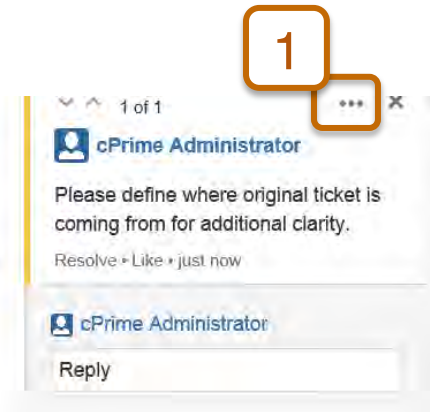 1
1 of 1 ••• ×
cPrime Administrator
Please define where original ticket is
coming from for additional clarity.
Resolve • Like • just now
cPrime Administrator
Reply